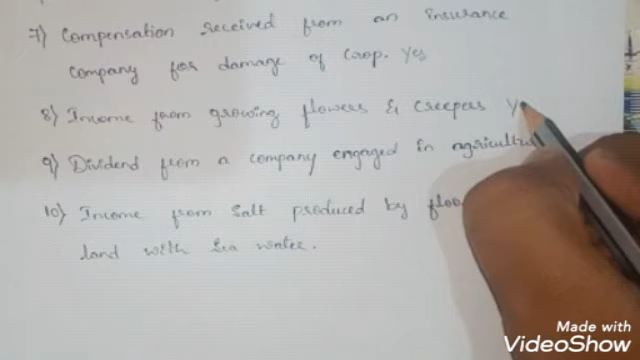 7) Compensation received from an insurance
company for damage of crop. Yes
8) Income from growing flowers & creepers Y
9) Dividend from a company engaged in
10) Income from salt produced by
land with sea water.
Made with
VideoShow